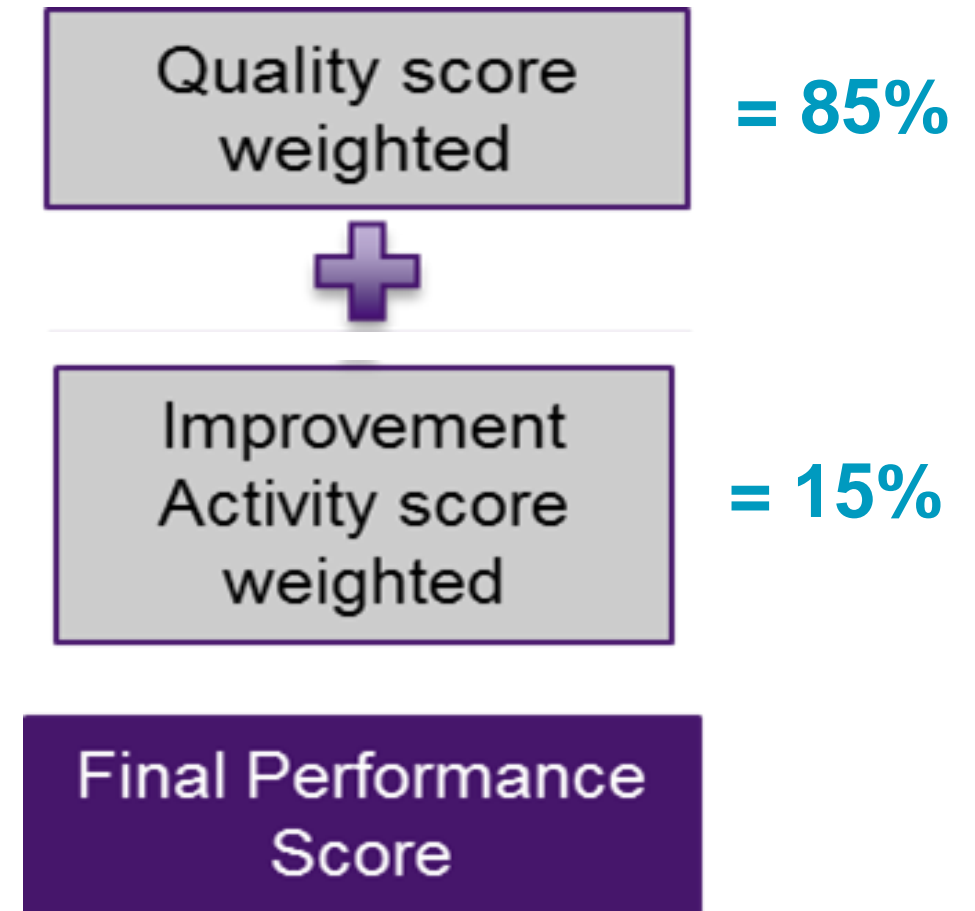 Quality score
weighted
= 85%
Improvement
Activity score
weighted
= 15%
Final Performance
Score